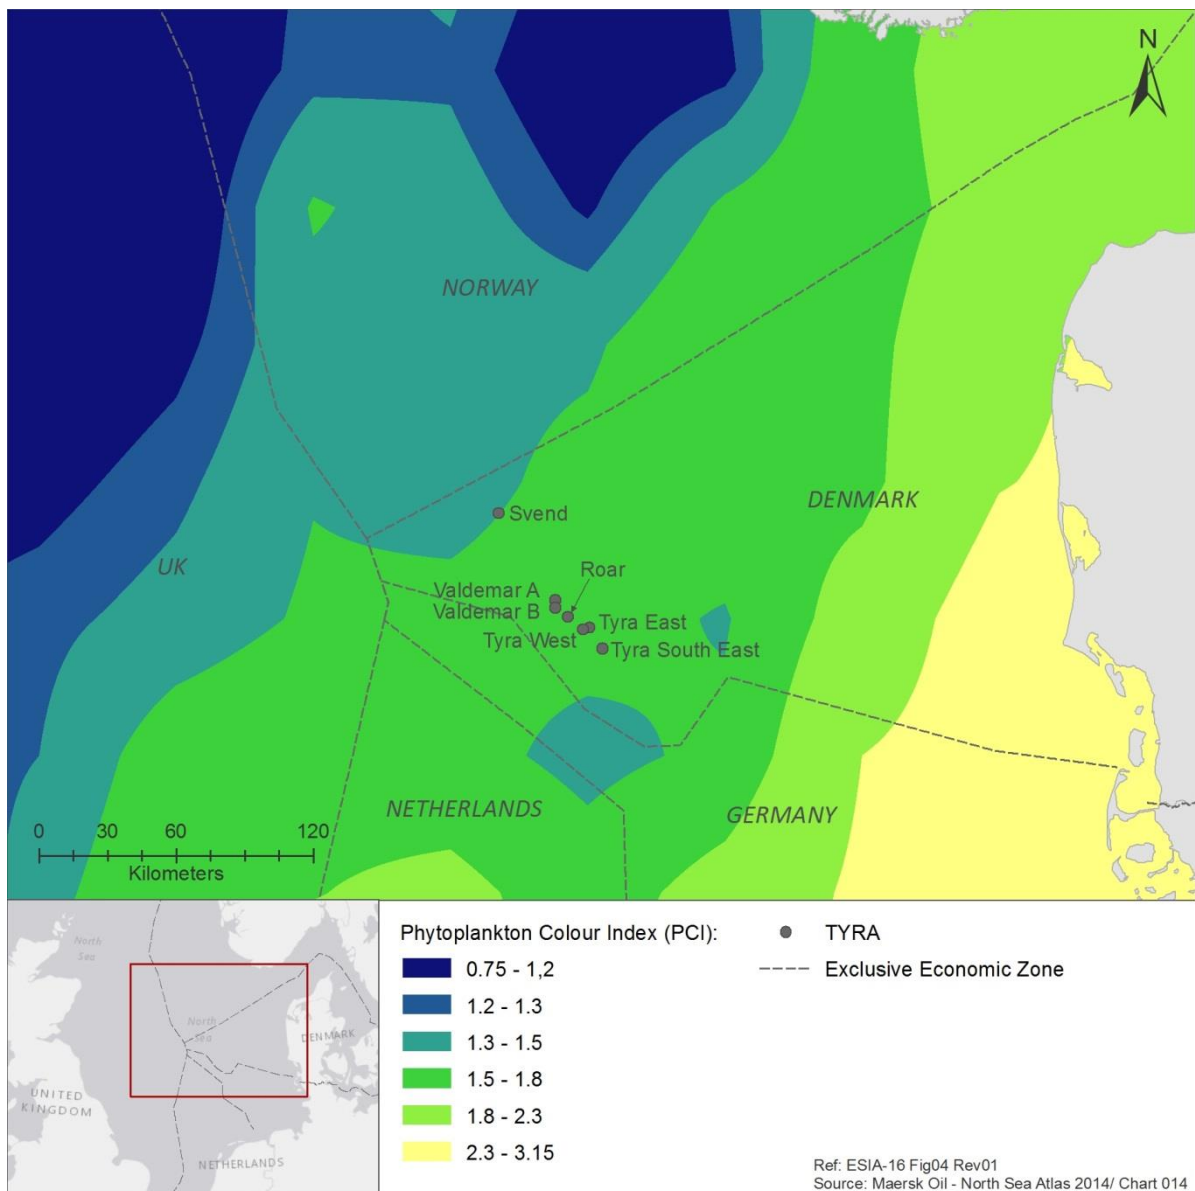 N
NORWAY
DENMARK
Svend
UK
Roar
Valdemar A
Valdemar B
Tyra East
Tyra West
Tyra South East
NETHERLANDS
GERMANY
0 30 60 120
Kilometers
North
Sea
North
Sea
DENMARK
UNITED
KINGDOM
NETHERLANDS
Phytoplankton Colour Index (PCI):
0.75 - 1,2
1.2 - 1.3
1.3 - 1.5
1.5 - 1.8
1.8 - 2.3
2.3 - 3.15
TYRA
Exclusive Economic Zone
Ref: ESIA-16 Fig04 Rev01
Source: Maersk Oil - North Sea Atlas 2014/ Chart 014